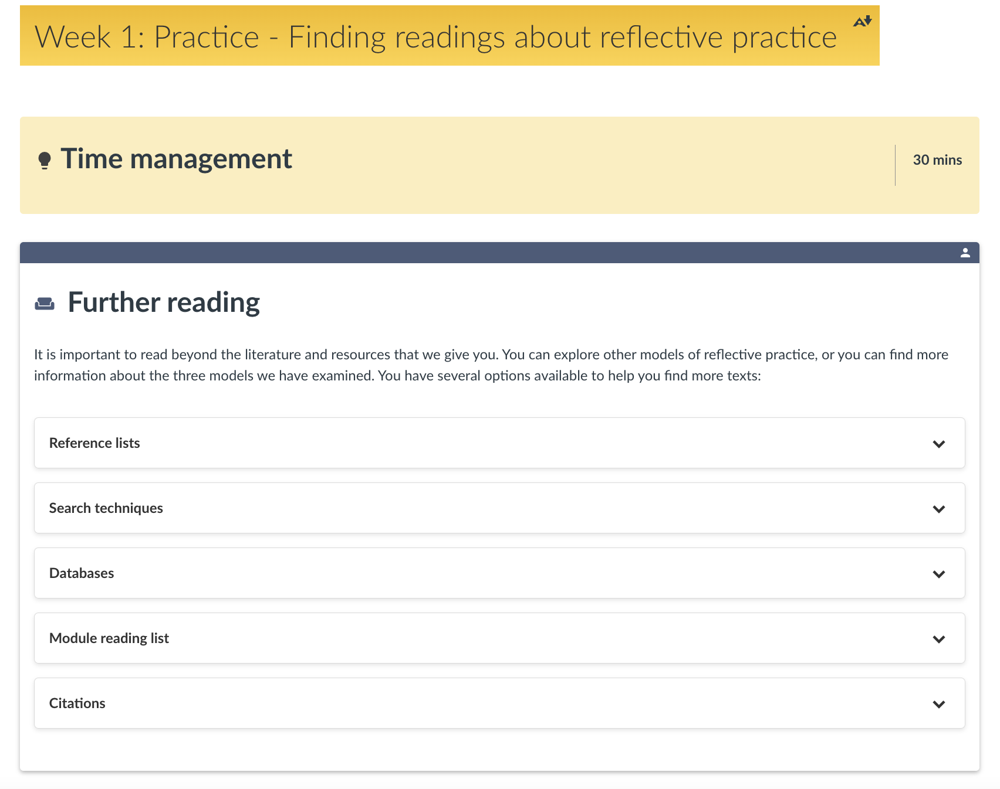 Week 1: Practice - Finding readings about reflective practice
Time management
30 mins
Further reading
It is important to read beyond the literature and resources that we give you. You can explore other models of reflective practice, or you can find more
information about the three models we have examined. You have several options available to help you find more texts:
Reference lists
Search techniques
Databases
Module reading list
Citations